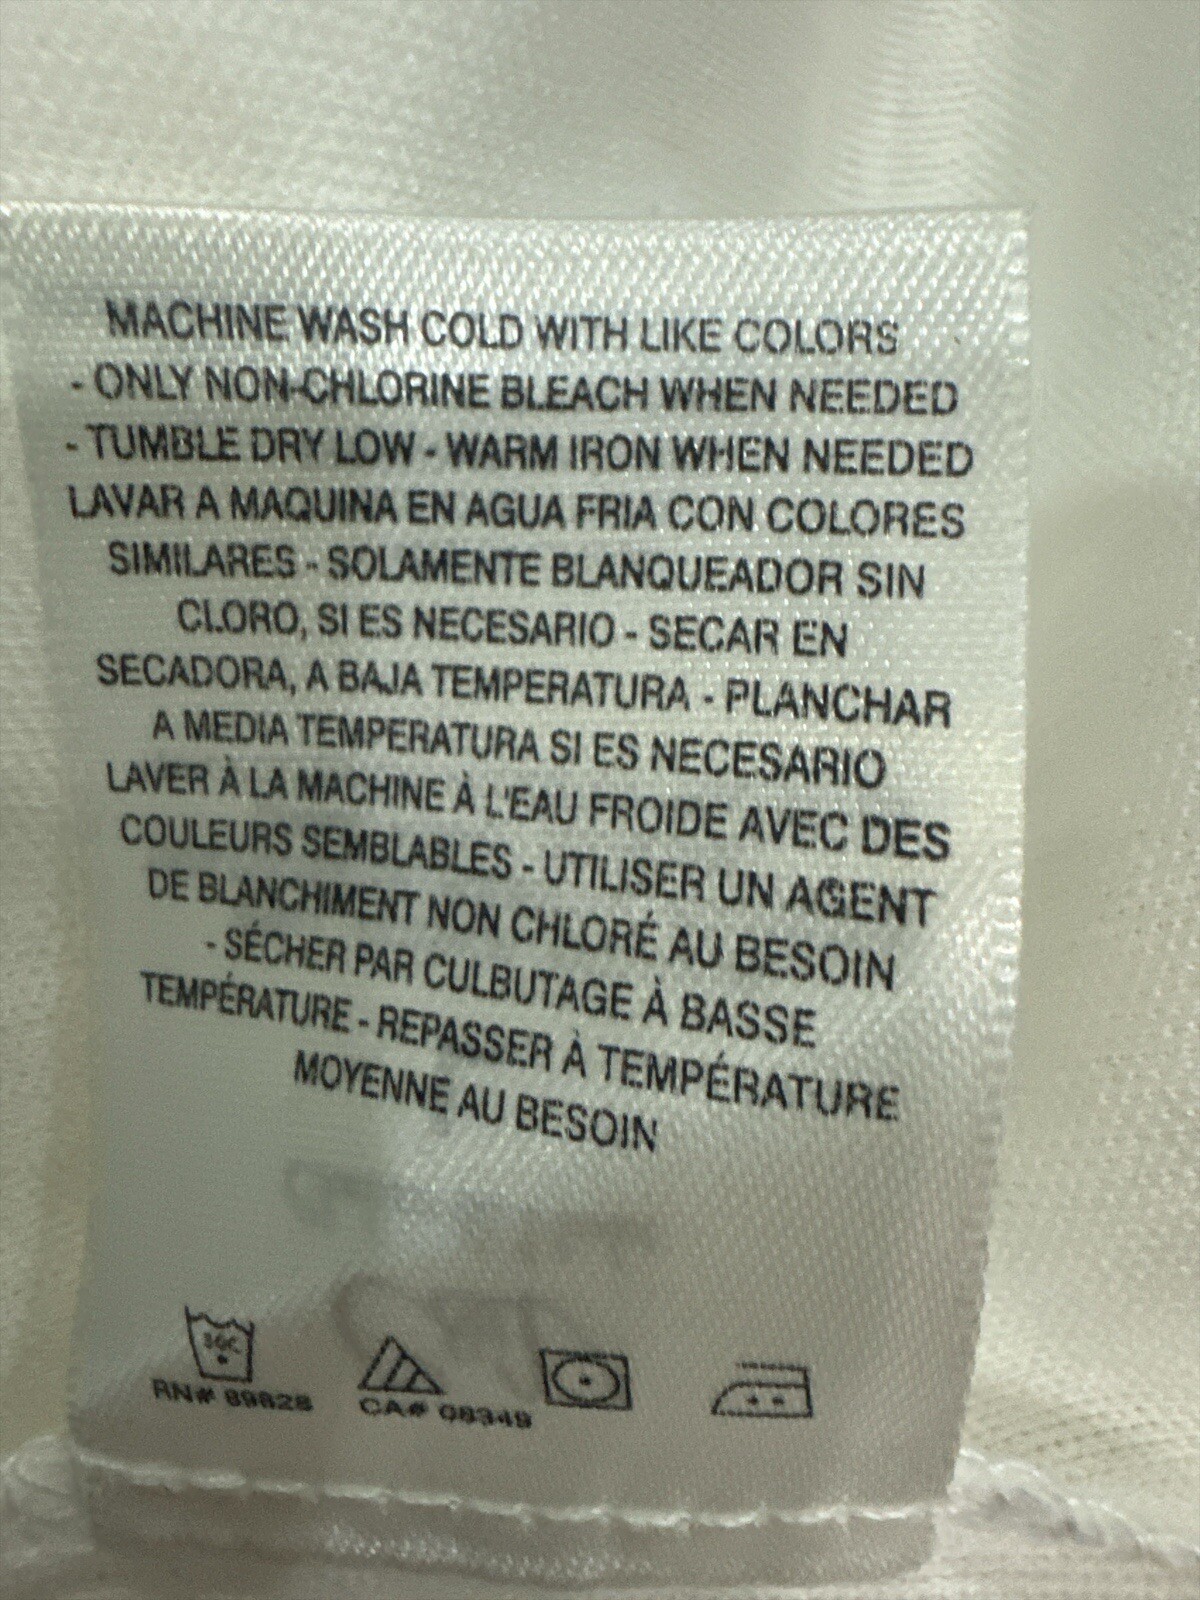 MACHINE WASH COLD WITH LIKE COLORS
- ONLY NON-CHLORINE BLEACH WHEN NEEDED
- TUMBLE DRY LOW - WARM IRON WHEN NEEDED
LAVAR A MAQUINA EN AGUA FRIA CON COLORES
SIMILARES - SOLAMENTE BLANQUEADOR SIN
CLORO, SI ES NECESARIO - SECAR EN
SECADORA, A BAJA TEMPERATURA - PLANCHAR
A MEDIA TEMPERATURA SI ES NECESARIO
LAVER À LA MACHINE À L'EAU FROIDE AVEC DES
COULEURS SEMBLABLES - UTILISER UN AGENT
DE BLANCHIMENT NON CHLORÉ AU BESOIN
- SÉCHER PAR CULBUTAGE À BASSE
TEMPÉRATURE - REPASSER À TEMPÉRATURE
MOYENNE AU BESOIN
30C
RN# 89828 CA# 08349